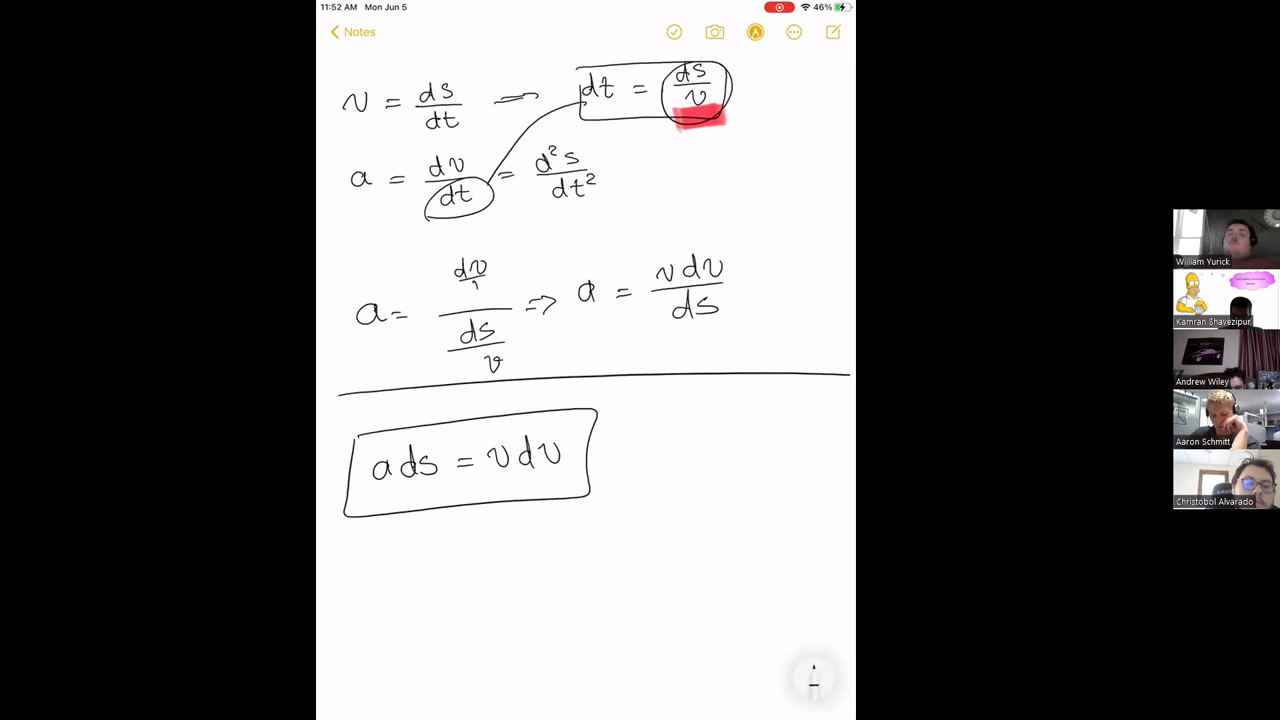 11:52 AM Mon Jun 5
46%
Notes
v = ds/dt → dt = ds/v
a = dv/dt = d²s/dt²
a = (dv/1)/(ds/v) ⇒ a = v dv/ds
a ds = v dv
William Yurick
Kamran Shavezipur
Andrew Wiley
Aaron Schmitt
Christobol Alvarado